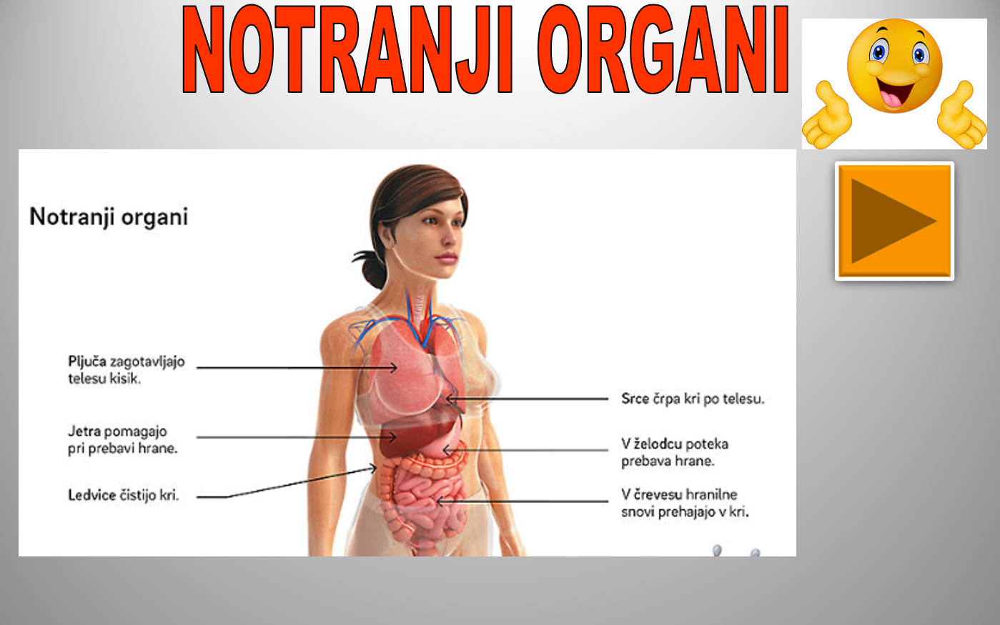 NOTRANJI ORGANI
Notranji organi
Pljuča zagotavljajo
telesu kisik.
Jetra pomagajo
pri prebavi hrane.
Ledvice čistijo kri.
Srce črpa kri po telesu.
V želodcu poteka
prebava hrane.
V črevesu hranilne
snovi prehajajo v kri.